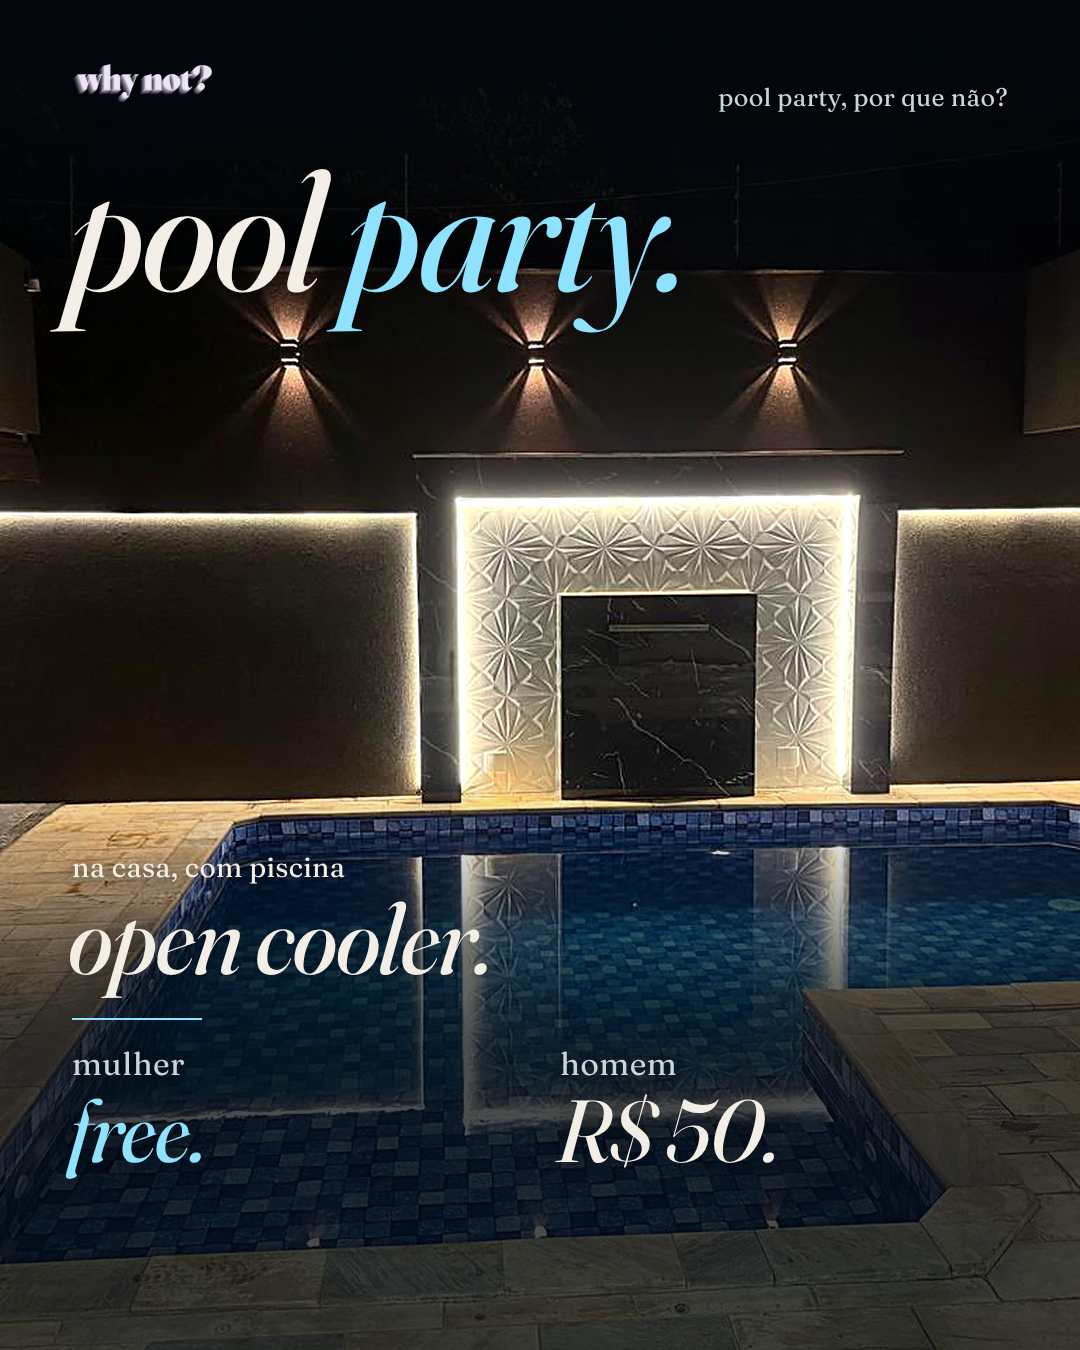 why not?
pool party, por que não?
pool party.
na casa, com piscina
open cooler.
mulher
free.
homem
R$ 50.